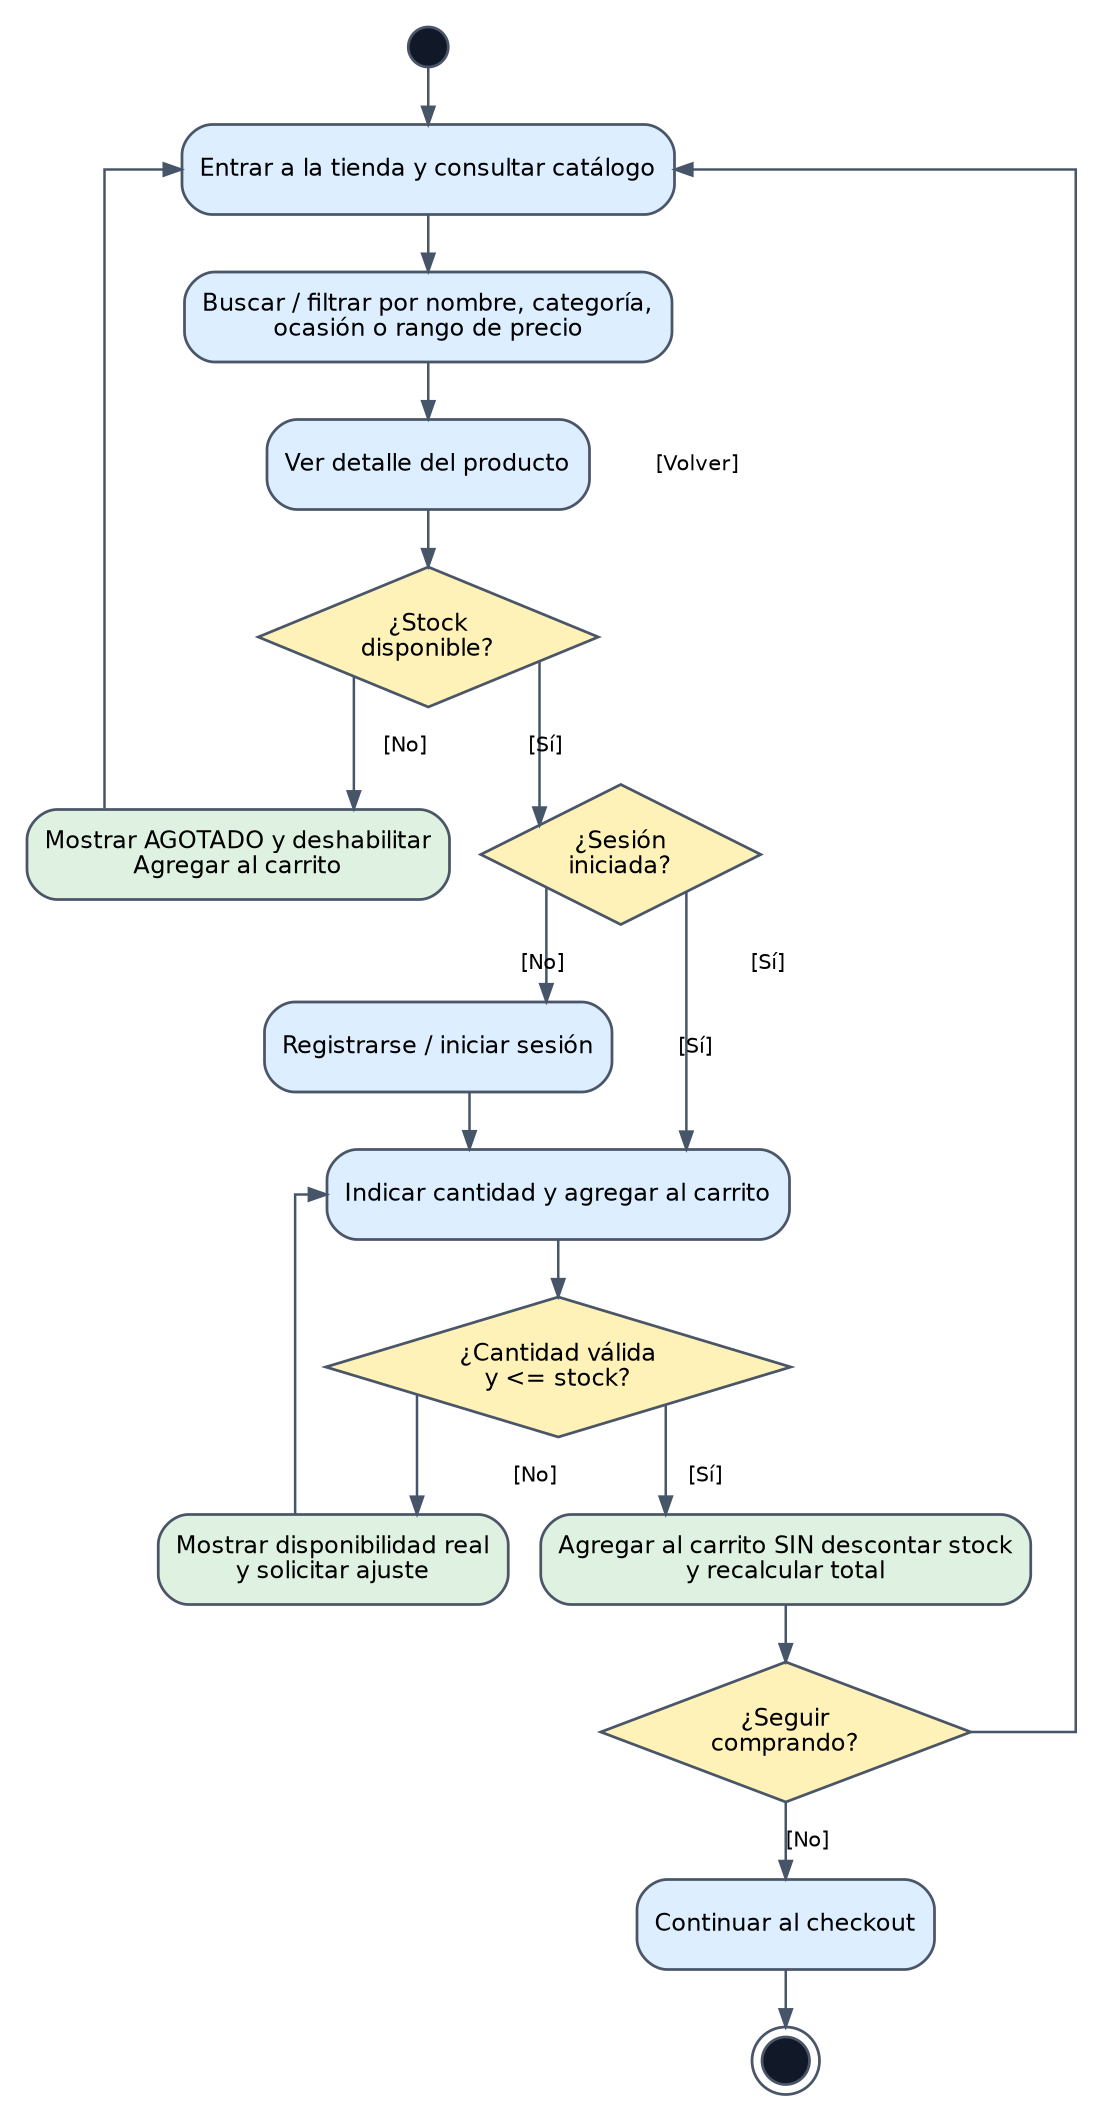 Entrar a la tienda y consultar catálogo
Buscar / filtrar por nombre, categoría,
ocasión o rango de precio
Ver detalle del producto
[Volver]
¿Stock
disponible?
[No]
[Sí]
Mostrar AGOTADO y deshabilitar
Agregar al carrito
¿Sesión
iniciada?
[No]
[Sí]
Registrarse / iniciar sesión
[Sí]
Indicar cantidad y agregar al carrito
¿Cantidad válida
y <= stock?
[No]
[Sí]
Mostrar disponibilidad real
y solicitar ajuste
Agregar al carrito SIN descontar stock
y recalcular total
¿Seguir
comprando?
[No]
Continuar al checkout